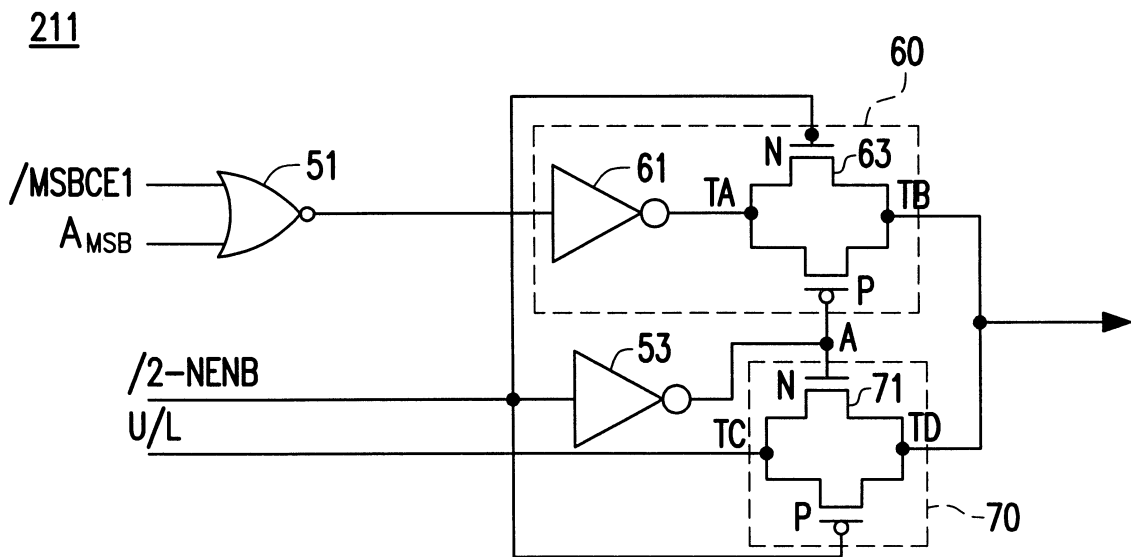 211
60
/MSBCE1
51
61
N
63
TA
TB
AMSB
P
53
A
/2-NENB
N
71
U/L
TC
TD
P
70